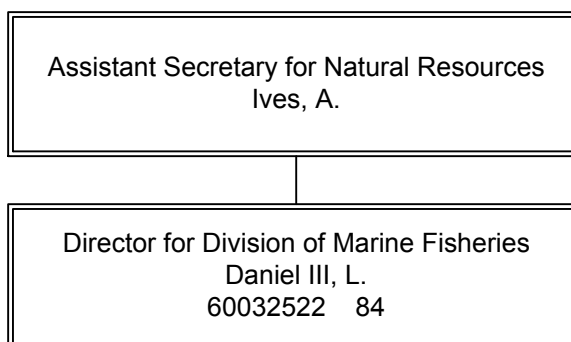 Assistant Secretary for Natural Resources
Ives, A.
Director for Division of Marine Fisheries
Daniel III, L.
60032522 84